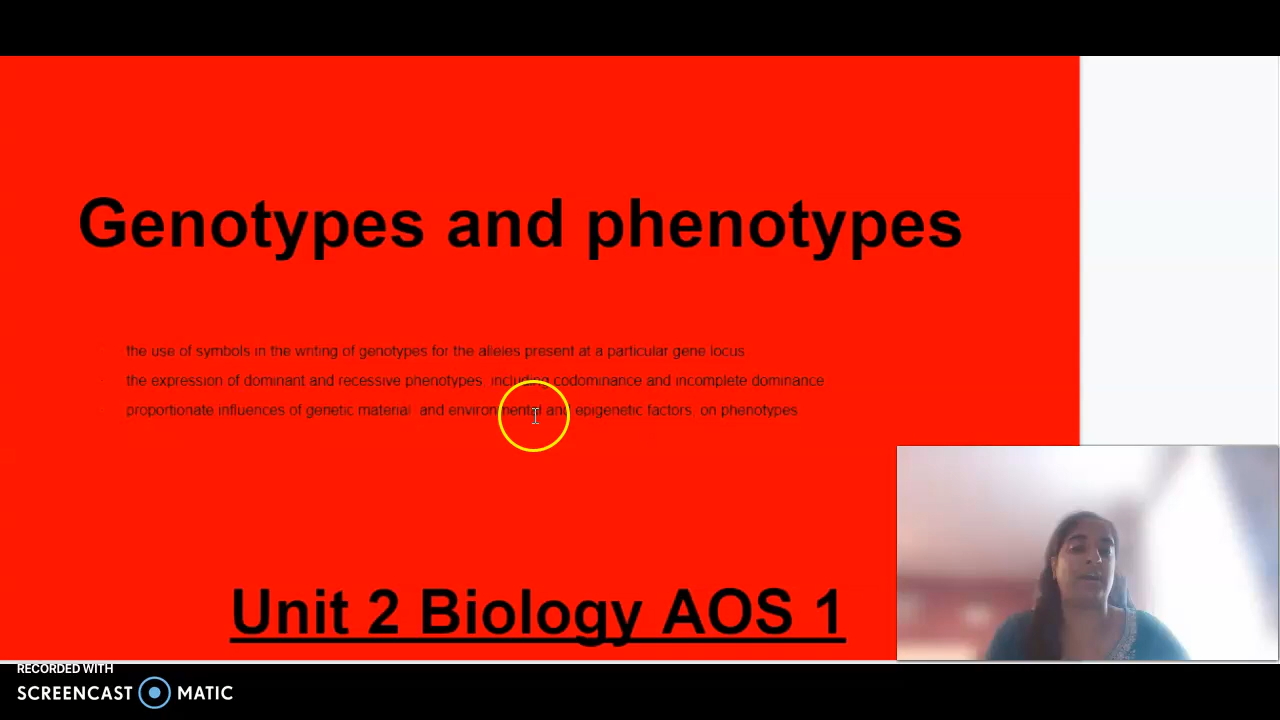 Genotypes and phenotypes
the use of symbols in the writing of genotypes for the alleles present at a particular gene locus
the expression of dominant and recessive phenotypes, including codominance and incomplete dominance
proportionate influences of genetic material, and environmental and epigenetic factors, on phenotypes
Unit 2 Biology AOS 1
RECORDED WITH
SCREENCAST MATIC